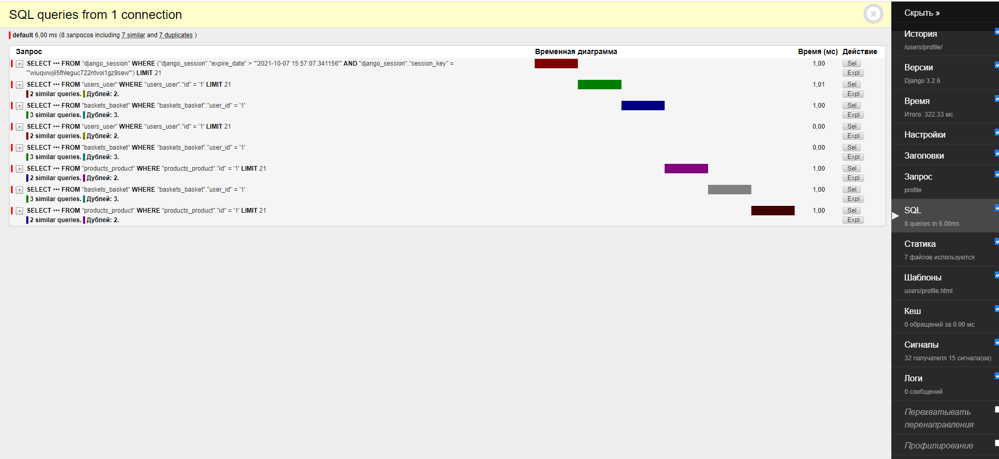 SQL queries from 1 connection
default 6,00 ms (8 запросов including 7 similar and 7 duplicates )
Запрос Временная диаграмма Время (мс) Действие
+ SELECT ••• FROM "django_session" WHERE ("django_session"."expire_date" > '"2021-10-07 15:57:07.341156"' AND "django_session"."session_key" = 1,00 Sel
'"wiuqwwjil5fhleguc722ntvoi1gz9sew"') LIMIT 21 Expl
+ SELECT ••• FROM "users_user" WHERE "users_user"."id" = '1' LIMIT 21 1,01 Sel
2 similar queries. Дублей: 2. Expl
+ SELECT ••• FROM "baskets_basket" WHERE "baskets_basket"."user_id" = '1' 1,00 Sel
3 similar queries. Дублей: 3. Expl
+ SELECT ••• FROM "users_user" WHERE "users_user"."id" = '1' LIMIT 21 0,00 Sel
2 similar queries. Дублей: 2. Expl
+ SELECT ••• FROM "baskets_basket" WHERE "baskets_basket"."user_id" = '1' 0,00 Sel
3 similar queries. Дублей: 3. Expl
+ SELECT ••• FROM "products_product" WHERE "products_product"."id" = '1' LIMIT 21 1,00 Sel
2 similar queries. Дублей: 2. Expl
+ SELECT ••• FROM "baskets_basket" WHERE "baskets_basket"."user_id" = '1' 1,00 Sel
3 similar queries. Дублей: 3. Expl
+ SELECT ••• FROM "products_product" WHERE "products_product"."id" = '1' LIMIT 21 1,00 Sel
2 similar queries. Дублей: 2. Expl
Скрыть »
История
/users/profile/
Версии
Django 3.2.6
Время
Итого: 322.33 мс
Настройки
Заголовки
Запрос
profile
SQL
8 queries in 6.00ms
Статика
7 файлов используются
Шаблоны
users/profile.html
Кеш
0 обращений за 0.00 мс
Сигналы
32 получателя 15 сигнала(ов)
Логи
0 сообщений
Перехватывать
перенаправления
Профилирование